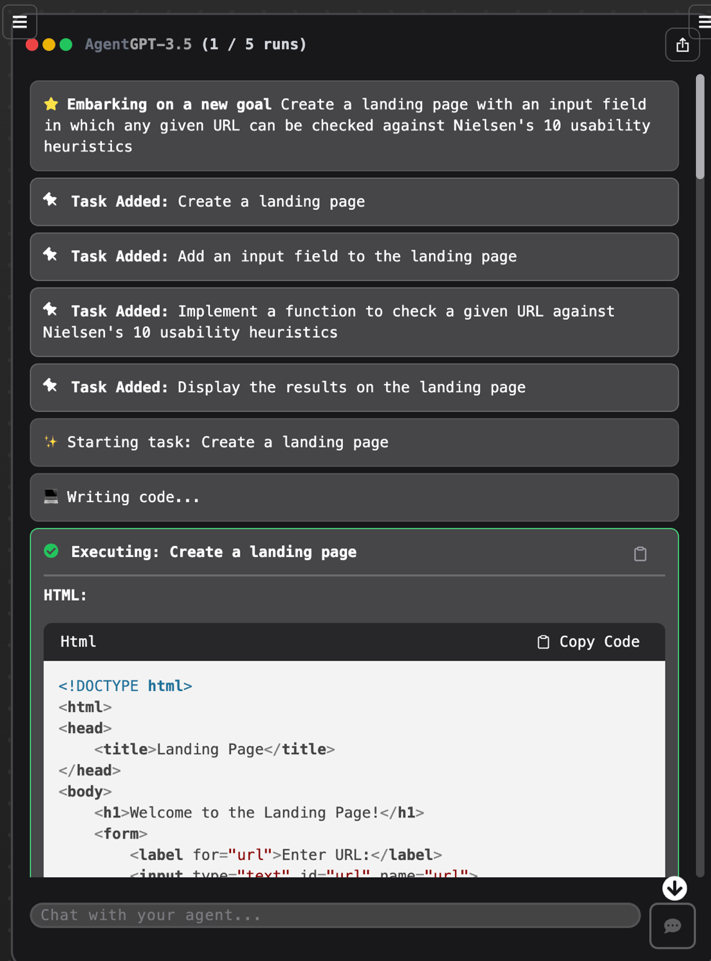 AgentGPT-3.5 (1 / 5 runs)
Embarking on a new goal Create a landing page with an input field
in which any given URL can be checked against Nielsen's 10 usability
heuristics
Task Added: Create a landing page
Task Added: Add an input field to the landing page
Task Added: Implement a function to check a given URL against
Nielsen's 10 usability heuristics
Task Added: Display the results on the landing page
Starting task: Create a landing page
Writing code...
Executing: Create a landing page
HTML:
Html
Copy Code
<!DOCTYPE html>
<html>
<head>
    <title>Landing Page</title>
</head>
<body>
    <h1>Welcome to the Landing Page!</h1>
    <form>
        <label for="url">Enter URL:</label>
        <input type="text" id="url" name="url">
Chat with your agent...